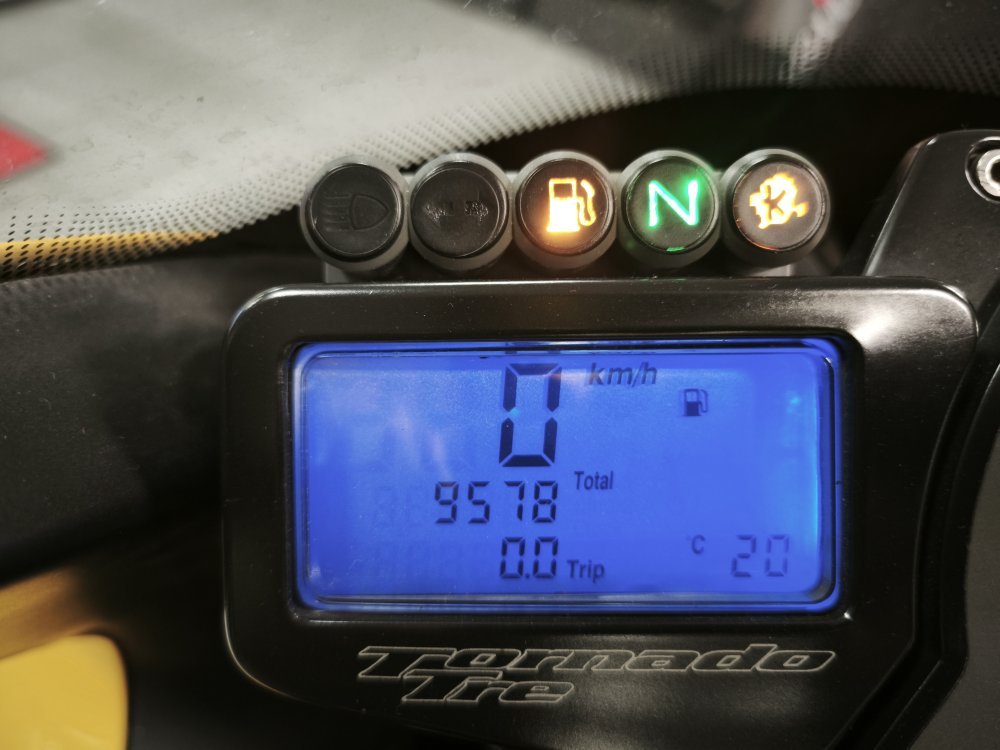 N
0 km/h
9578 Total
0.0 Trip °C 20
Tornado
Tre